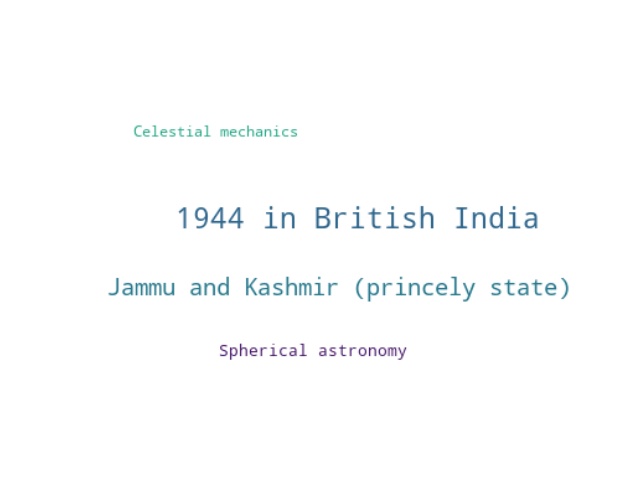 Celestial mechanics
1944 in British India
Jammu and Kashmir (princely state)
Spherical astronomy